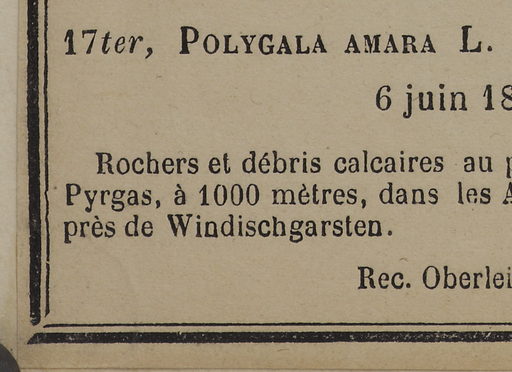 17ter, POLYGALA AMARA L.
6 juin 18
Rochers et débris calcaires au
Pyrgas, à 1000 mètres, dans les A
près de Windischgarsten.
Rec. Oberlei